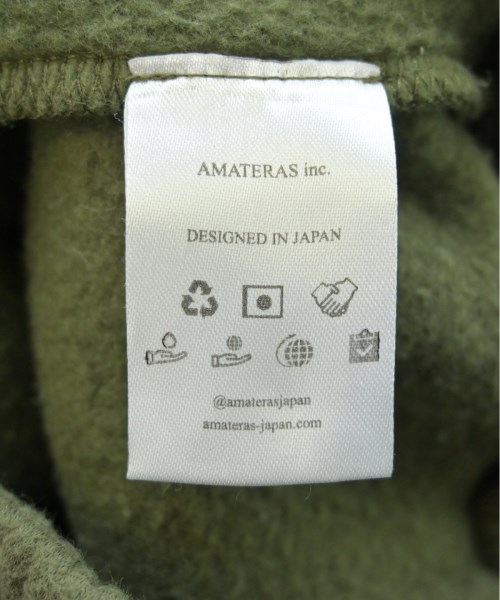 AMATERAS inc.
DESIGNED IN JAPAN
@amaterasjapan
amateras-japan.com